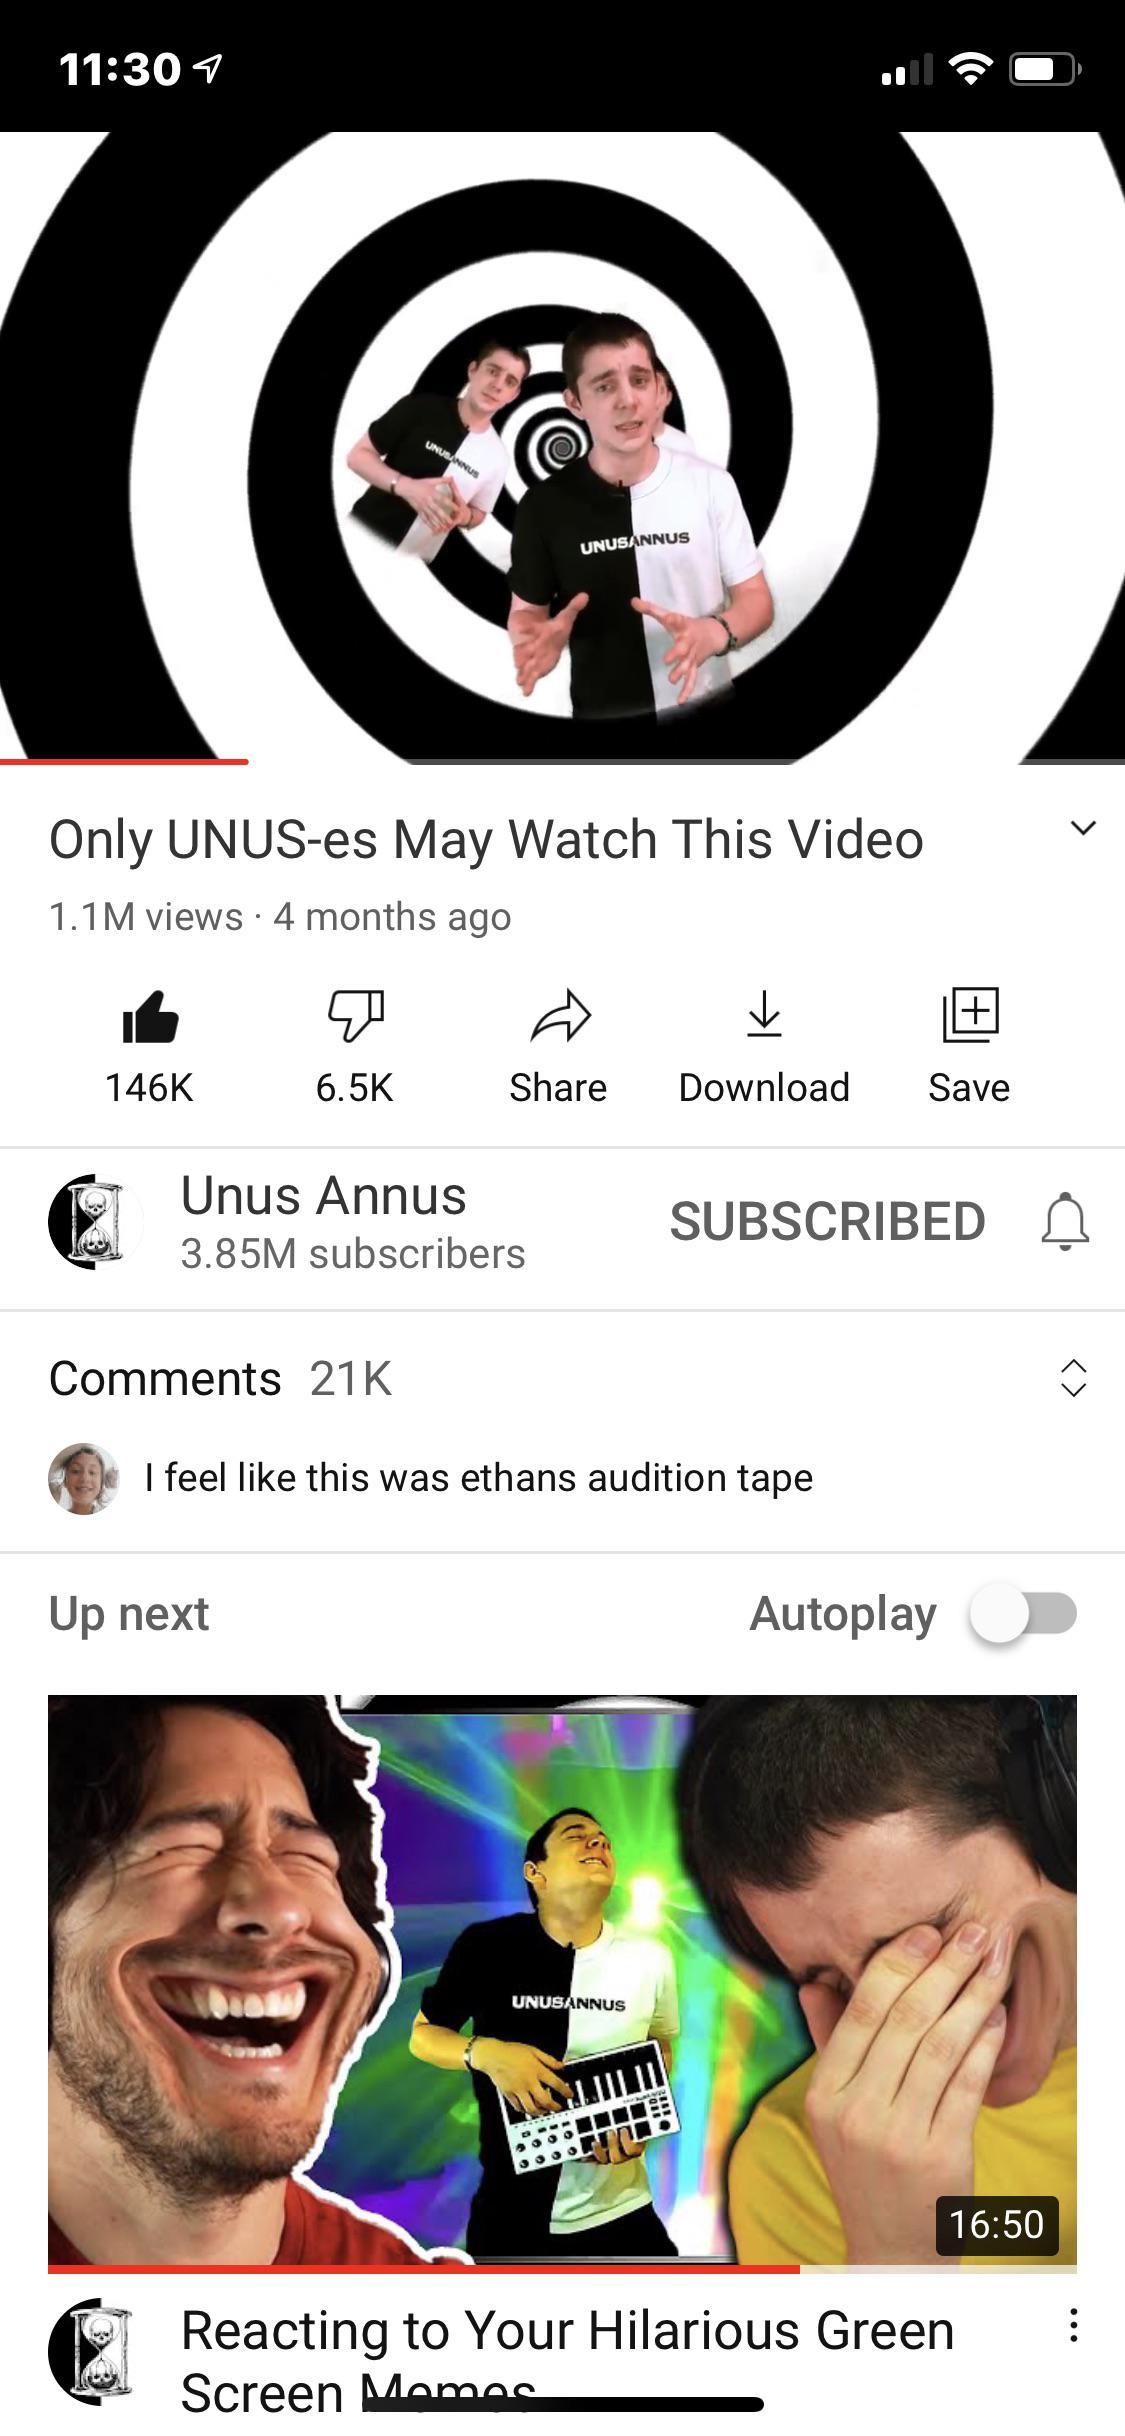 11:30
UNUSANNUS
UNUSANNUS
Only UNUS-es May Watch This Video
1.1M views · 4 months ago
146K 6.5K Share Download Save
Unus Annus
3.85M subscribers
SUBSCRIBED
Comments 21K
I feel like this was ethans audition tape
Up next Autoplay
UNUSANNUS
16:50
Reacting to Your Hilarious Green
Screen Memes